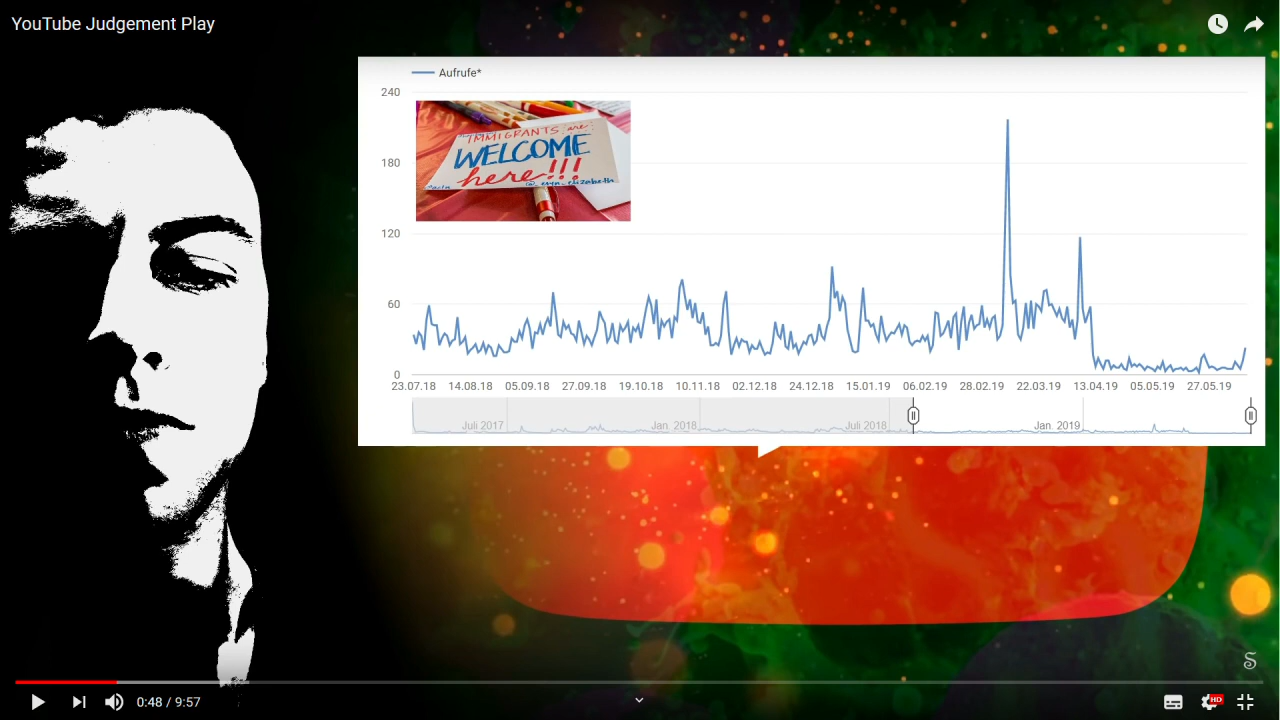 YouTube Judgement Play
Aufrufe*
240
180
120
60
0
IMMIGRANTS are
WELCOME
here!!!
23.07.18 14.08.18 05.09.18 27.09.18 19.10.18 10.11.18 02.12.18 24.12.18 15.01.19 06.02.19 28.02.19 22.03.19 13.04.19 05.05.19 27.05.19
Juli 2017 Jan. 2018 Juli 2018 Jan. 2019
0:48 / 9:57
HD